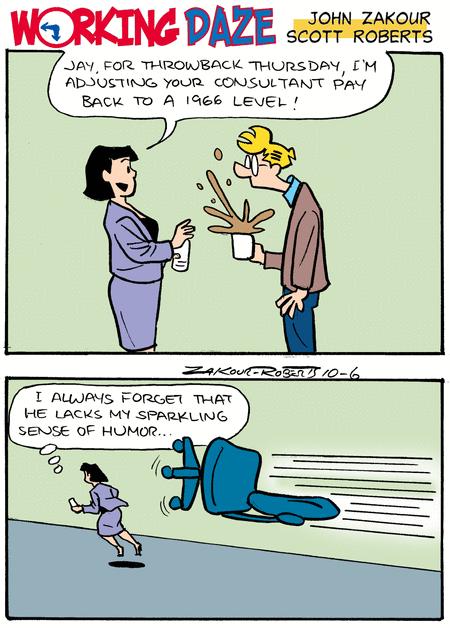 WORKING DAZE
JOHN ZAKOUR
SCOTT ROBERTS
JAY, FOR THROWBACK THURSDAY, I'M
ADJUSTING YOUR CONSULTANT PAY
BACK TO A 1966 LEVEL!
ZAKOUR-ROBERTS 10-6
I ALWAYS FORGET THAT
HE LACKS MY SPARKLING
SENSE OF HUMOR...